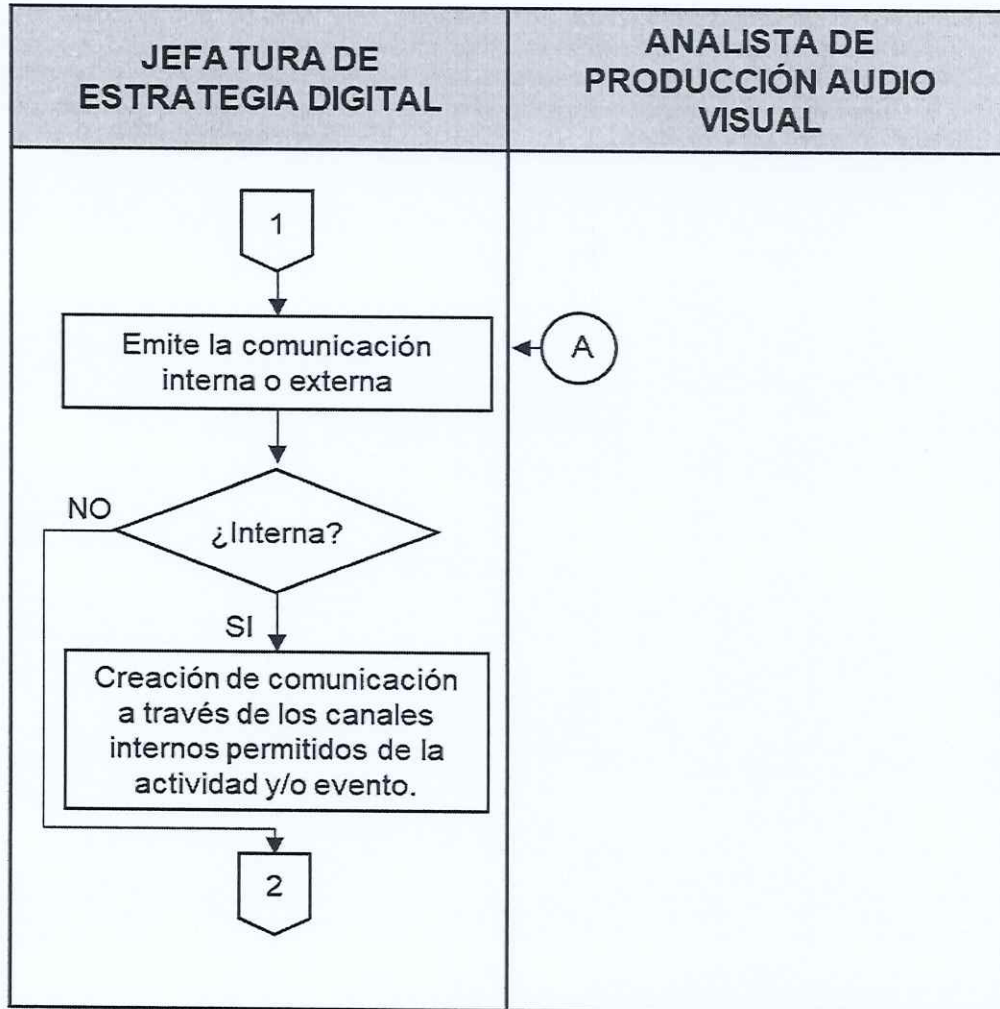 JEFATURA DE
ESTRATEGIA DIGITAL
ANALISTA DE
PRODUCCIÓN AUDIO
VISUAL
1
Emite la comunicación
interna o externa
A
NO
¿Interna?
SI
Creación de comunicación
a través de los canales
internos permitidos de la
actividad y/o evento.
2